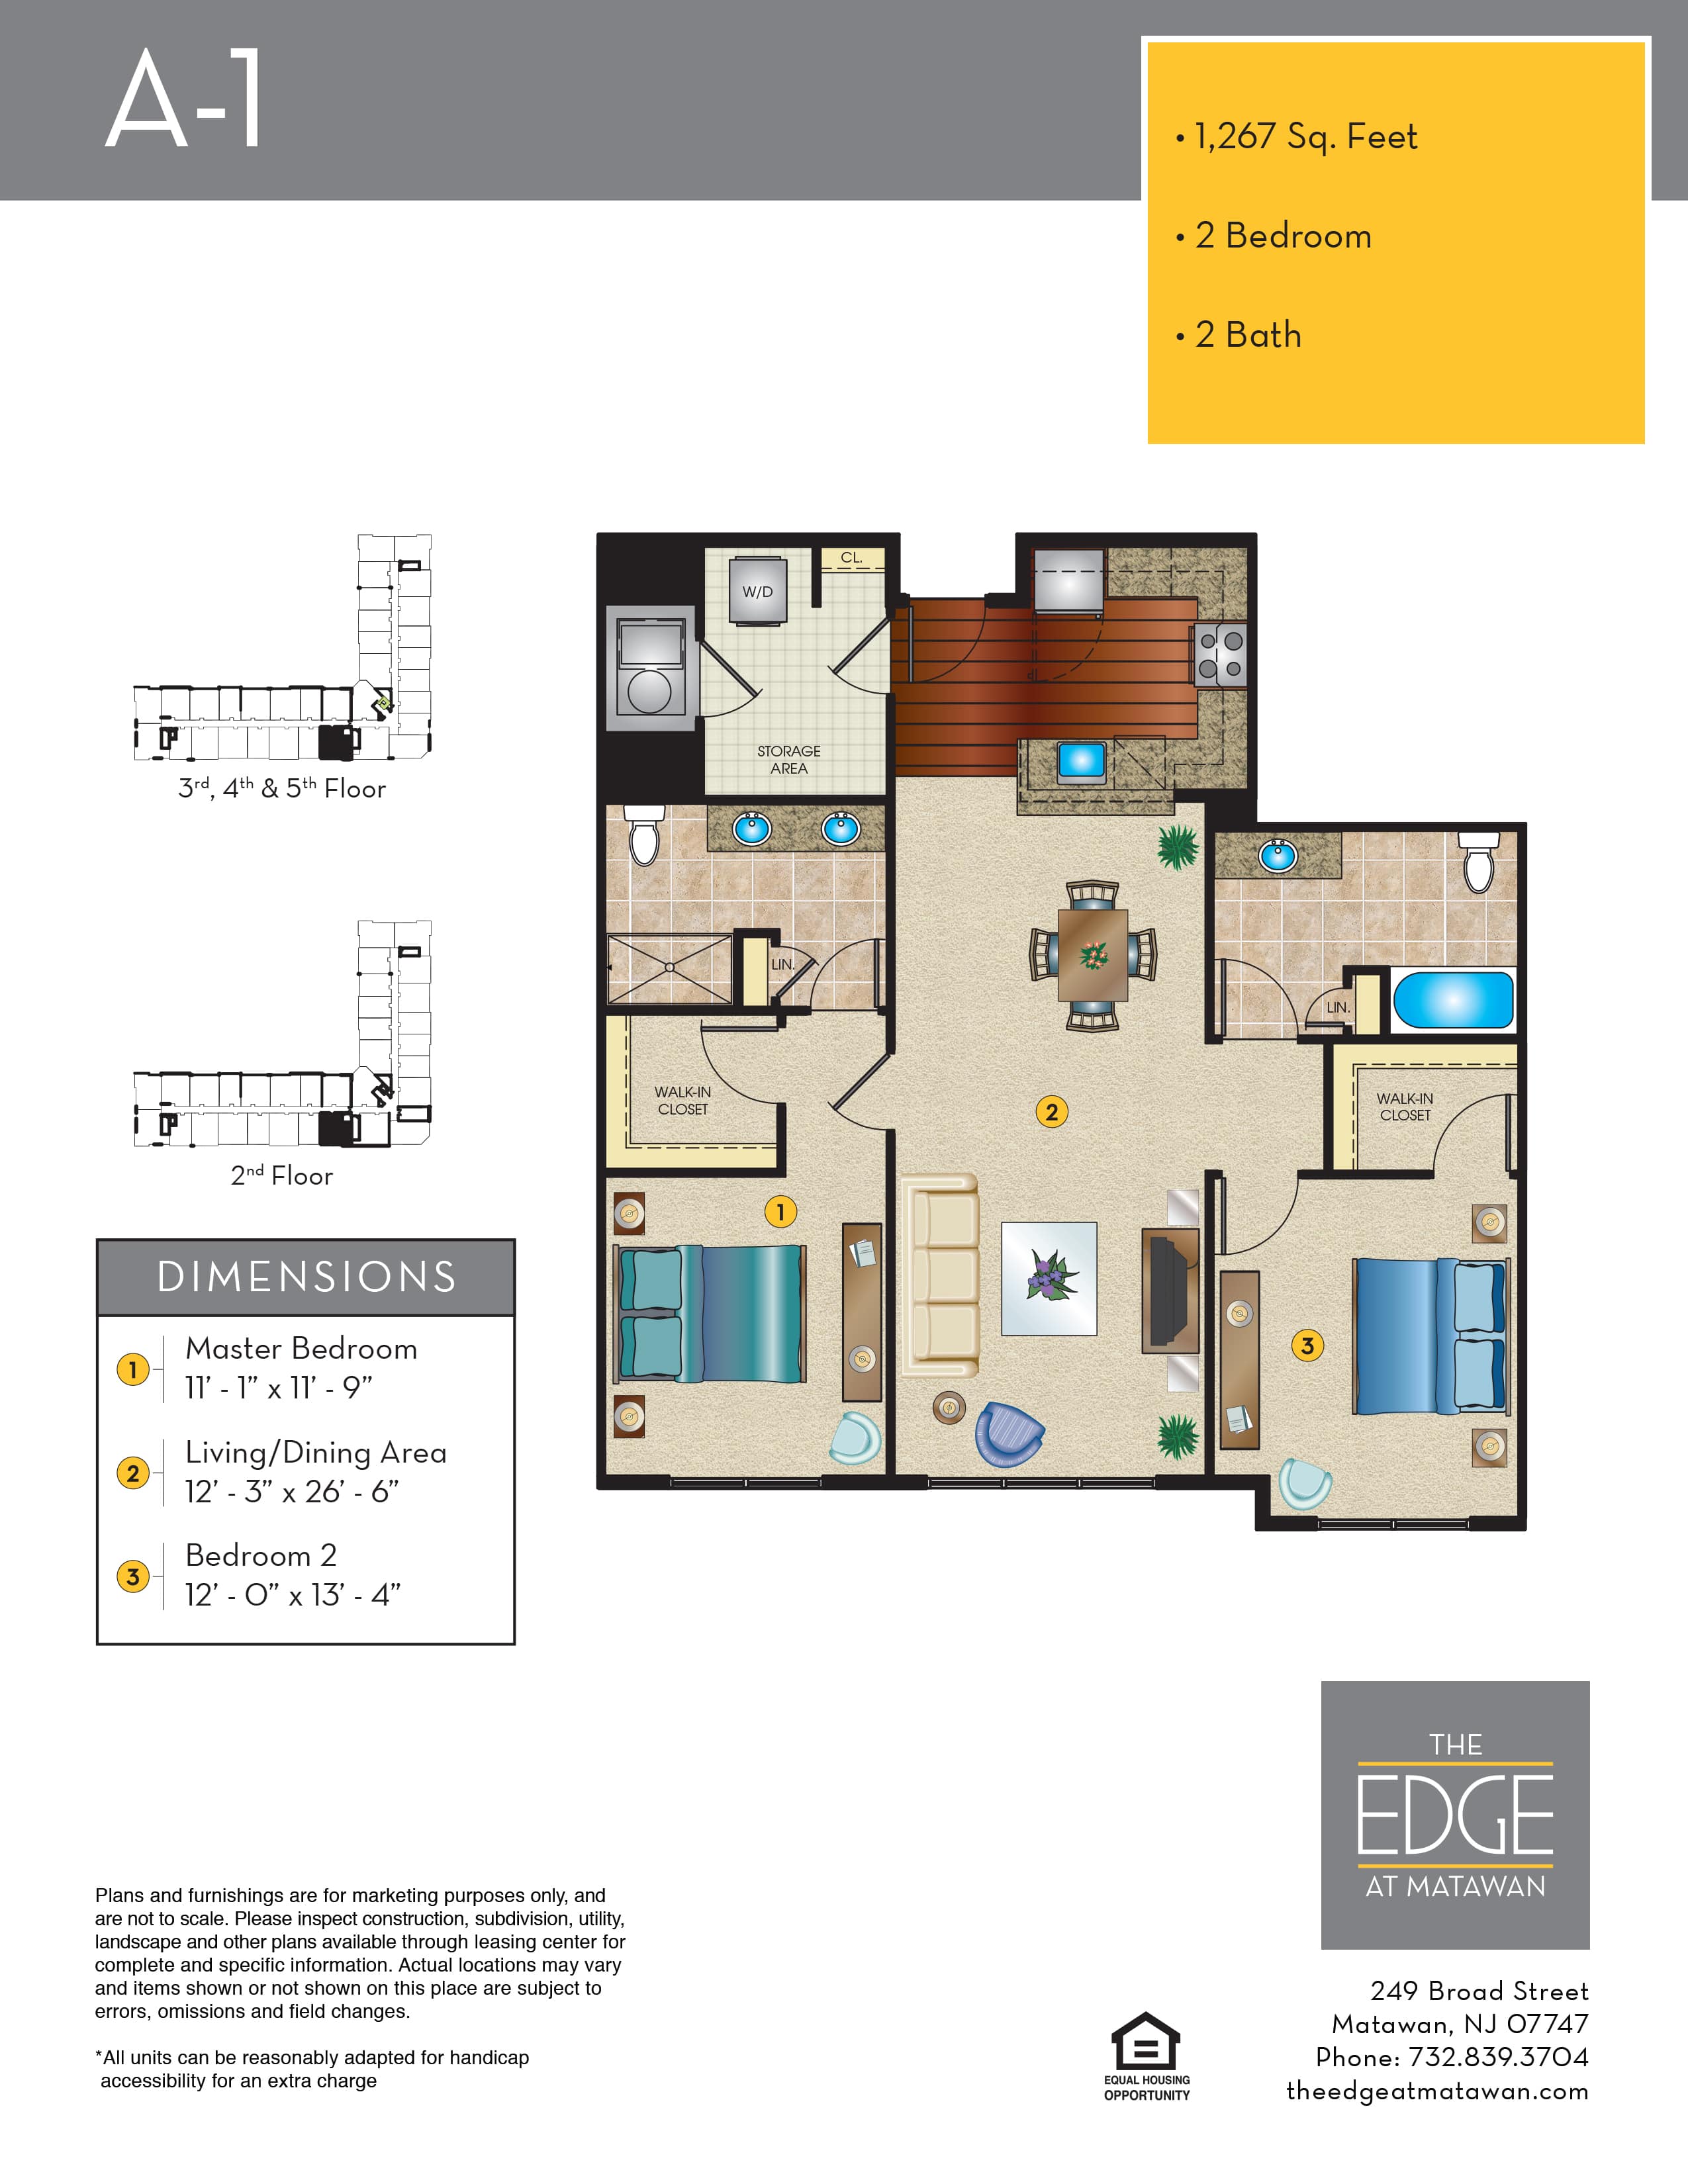 A-1
• 1,267 Sq. Feet
• 2 Bedroom
• 2 Bath
3rd, 4th & 5th Floor
2nd Floor
CL.
W/D
STORAGE
AREA
LIN.
LIN.
WALK-IN
CLOSET
WALK-IN
CLOSET
1
2
3
DIMENSIONS
1
Master Bedroom
11’ - 1” x 11’ - 9”
2
Living/Dining Area
12’ - 3” x 26’ - 6”
3
Bedroom 2
12’ - 0” x 13’ - 4”
THE
EDGE
AT MATAWAN
Plans and furnishings are for marketing purposes only, and
are not to scale. Please inspect construction, subdivision, utility,
landscape and other plans available through leasing center for
complete and specific information. Actual locations may vary
and items shown or not shown on this place are subject to
errors, omissions and field changes.
*All units can be reasonably adapted for handicap
accessibility for an extra charge
EQUAL HOUSING
OPPORTUNITY
249 Broad Street
Matawan, NJ 07747
Phone: 732.839.3704
theedgeatmatawan.com